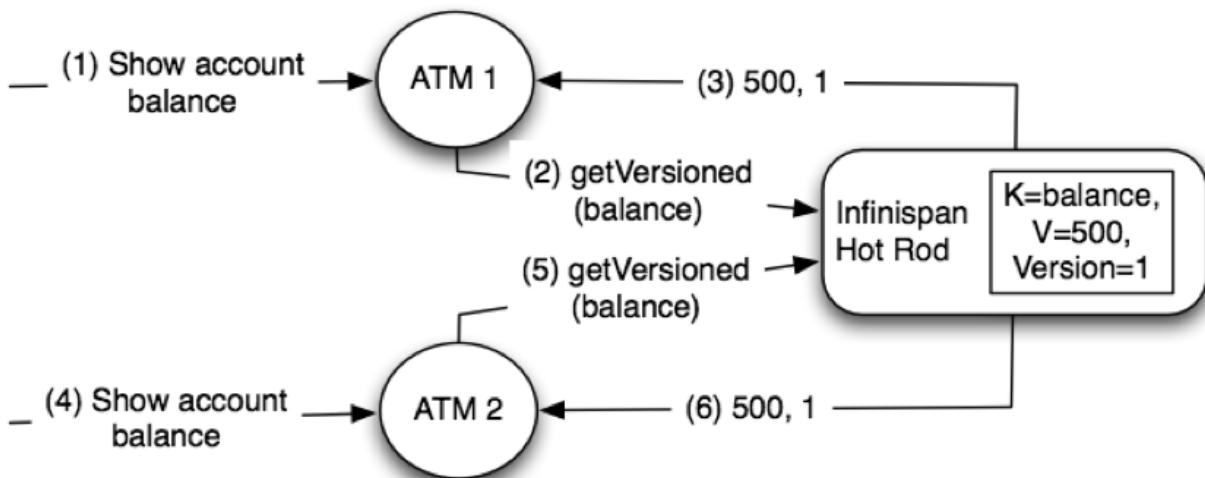 (1) Show account
balance
ATM 1
(3) 500, 1
(2) getVersioned
(balance)
Infinispan
Hot Rod
K=balance,
V=500,
Version=1
(5) getVersioned
(balance)
(4) Show account
balance
ATM 2
(6) 500, 1